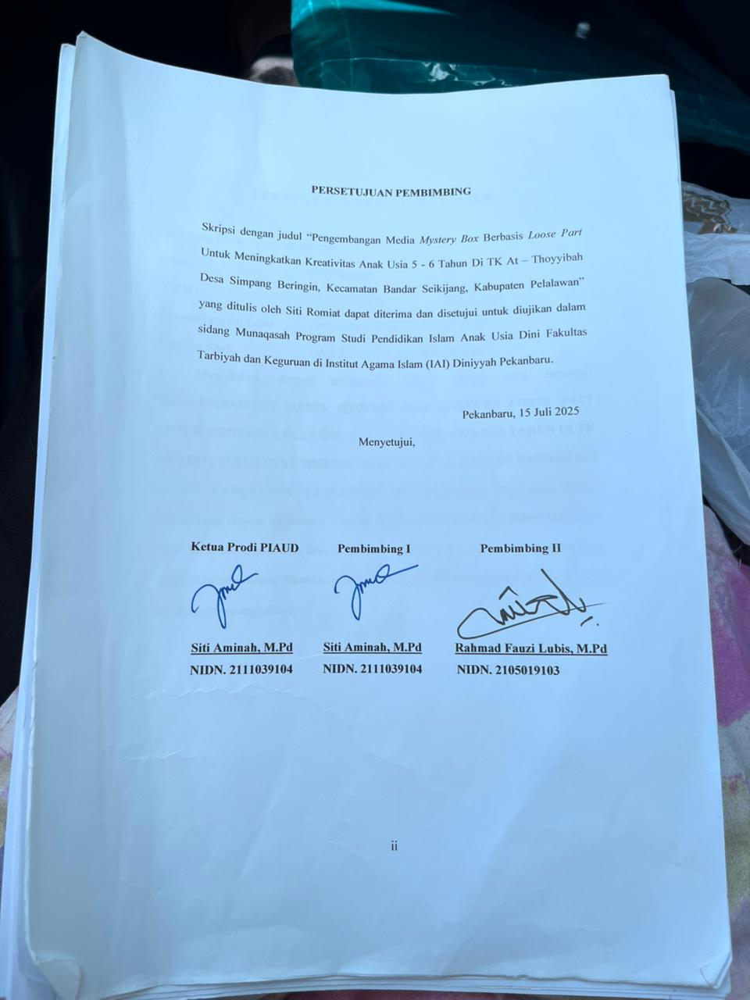 PERSETUJUAN PEMBIMBING
Skripsi dengan judul “Pengembangan Media Mystery Box Berbasis Loose Part
Untuk Meningkatkan Kreativitas Anak Usia 5 - 6 Tahun Di TK At – Thoyyibah
Desa Simpang Beringin, Kecamatan Bandar Seikijang, Kabupaten Pelalawan”
yang ditulis oleh Siti Romiat dapat diterima dan disetujui untuk diujikan dalam
sidang Munaqasah Program Studi Pendidikan Islam Anak Usia Dini Fakultas
Tarbiyah dan Keguruan di Institut Agama Islam (IAI) Diniyyah Pekanbaru.
Pekanbaru, 15 Juli 2025
Menyetujui,
Ketua Prodi PIAUD Pembimbing I Pembimbing II
Siti Aminah, M.Pd Siti Aminah, M.Pd Rahmad Fauzi Lubis, M.Pd
NIDN. 2111039104 NIDN. 2111039104 NIDN. 2105019103
ii